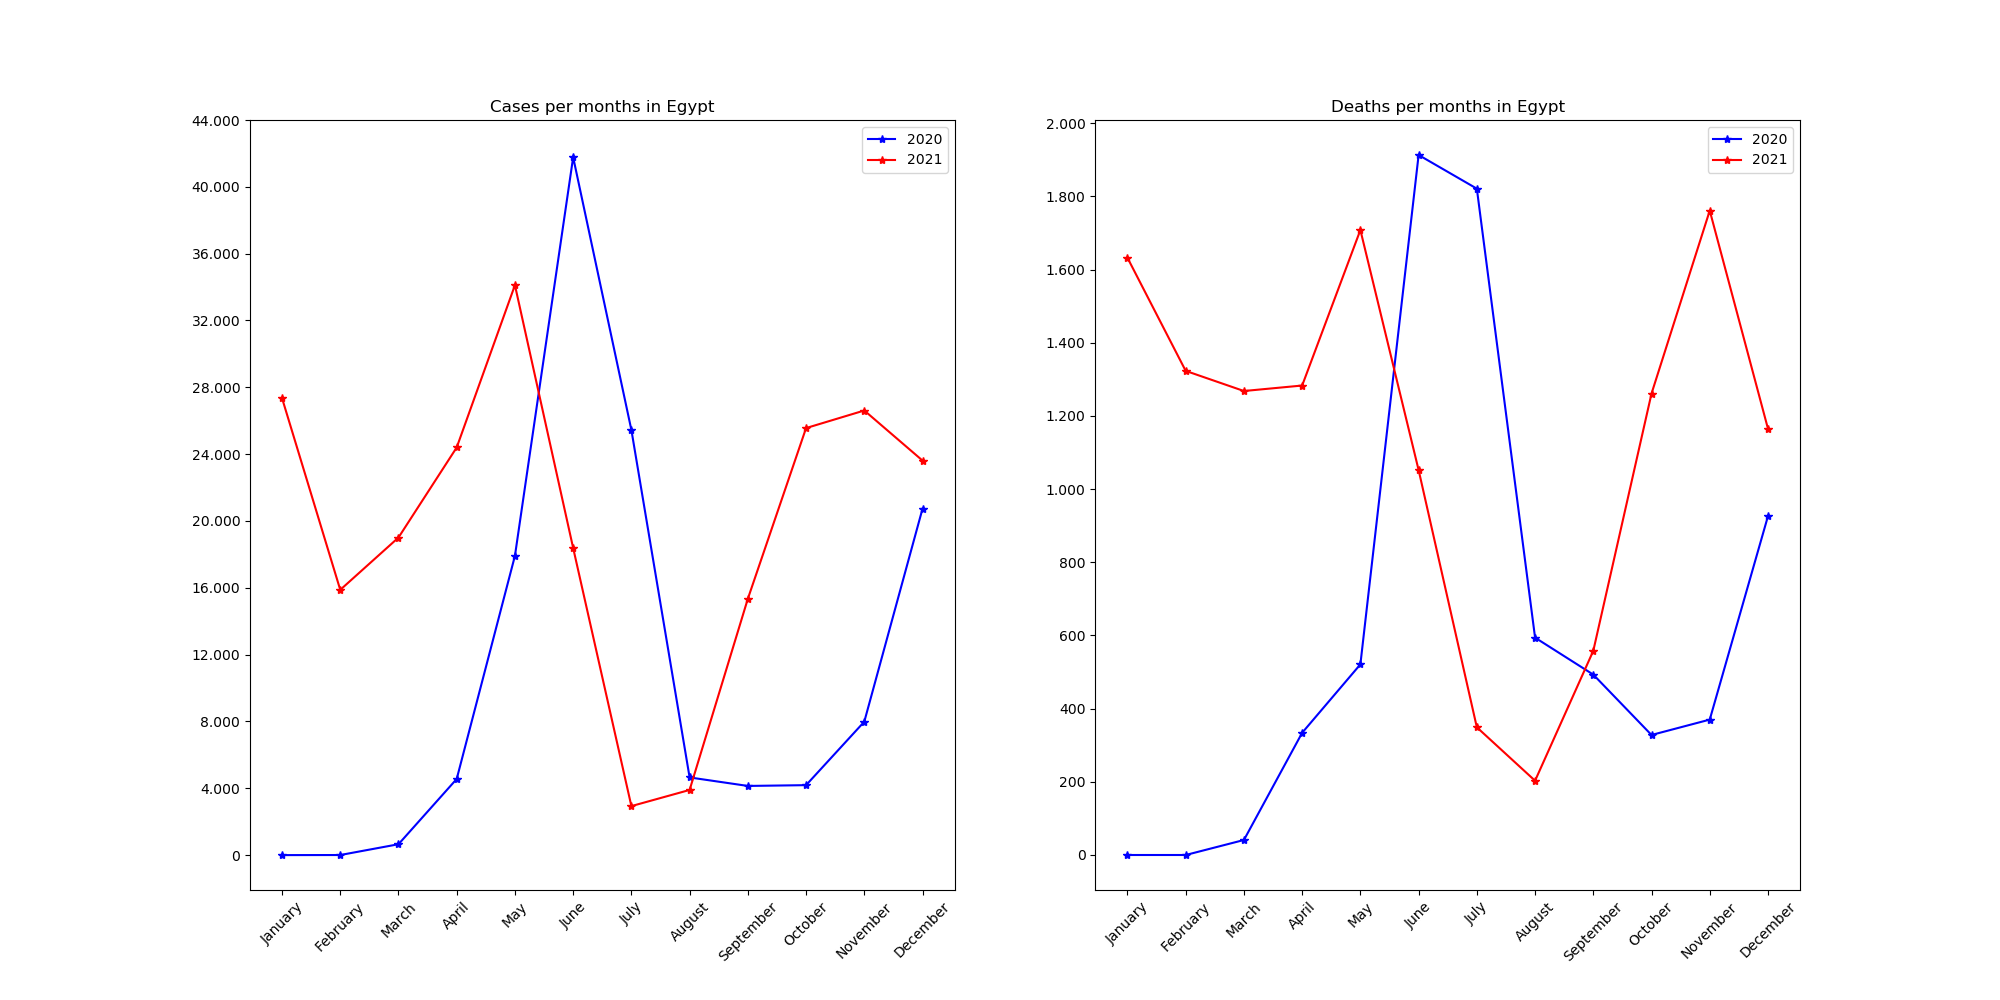 Cases per months in Egypt
44.000
40.000
36.000
32.000
28.000
24.000
20.000
16.000
12.000
8.000
4.000
0
2020
2021
January
February
March
April
May
June
July
August
September
October
November
December
Deaths per months in Egypt
2.000
1.800
1.600
1.400
1.200
1.000
800
600
400
200
0
2020
2021
January
February
March
April
May
June
July
August
September
October
November
December